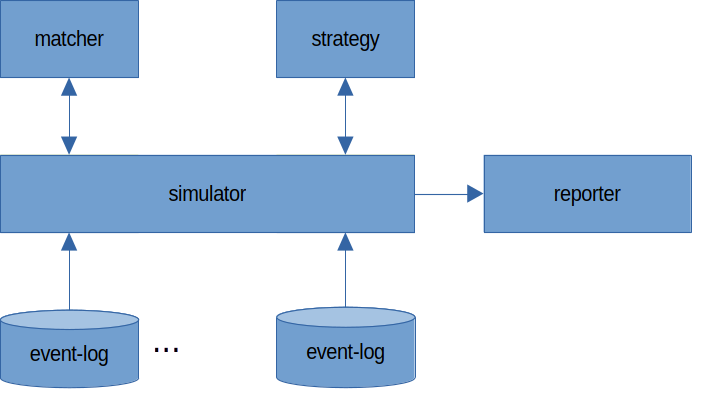 matcher
strategy
simulator
reporter
event-log
...
event-log